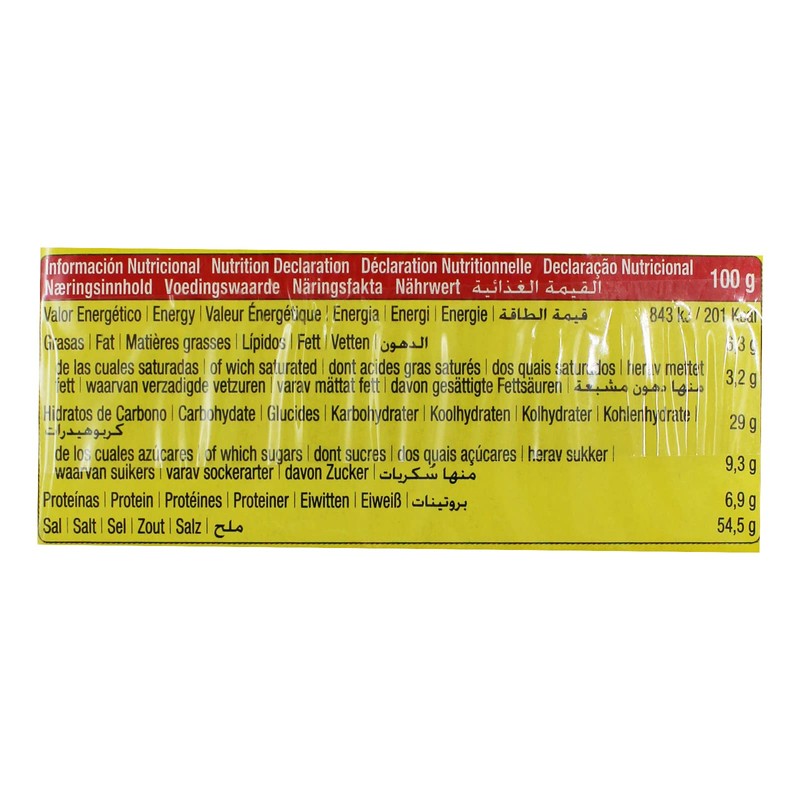 Información Nutricional Nutrition Declaration Déclaration Nutritionnelle Declaração Nutricional
Næringsinnhold Voedingswaarde Näringsfakta Nährwert القيمة الغذائية
100 g
Valor Energético | Energy | Valeur Énergétique | Energia | Energi | Energie | قيمة الطاقة 843 kJ / 201 Kcal
Grasas | Fat | Matières grasses | Lípidos | Fett | Vetten | الدهون 6,3 g
de las cuales saturadas | of wich saturated | dont acides gras saturés | dos quais saturados | herav mettet
fett | waarvan verzadigde vetzuren | varav mättat fett | davon gesättigte Fettsäuren | منها دهون مشبعة 3,2 g
Hidratos de Carbono | Carbohydate | Glucides | Karbohydrater | Koolhydraten | Kolhydrater | Kohlenhydrate |
كربوهيدرات 29 g
de los cuales azúcares | of which sugars | dont sucres | dos quais açúcares | herav sukker |
waarvan suikers | varav sockerarter | davon Zucker | منها سُكريات 9,3 g
Proteínas | Protein | Protéines | Proteiner | Eiwitten | Eiweiß | بروتينات 6,9 g
Sal | Salt | Sel | Zout | Salz | ملح 54,5 g